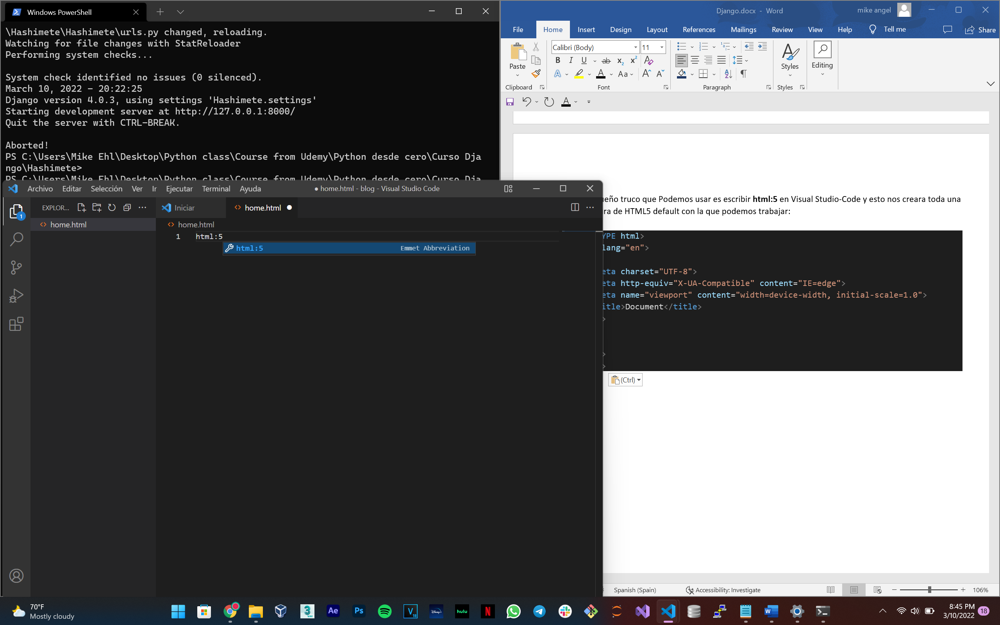 Windows PowerShell
\Hashimete\Hashimete\urls.py changed, reloading.
Watching for file changes with StatReloader
Performing system checks...
System check identified no issues (0 silenced).
March 10, 2022 - 20:22:25
Django version 4.0.3, using settings 'Hashimete.settings'
Starting development server at http://127.0.0.1:8000/
Quit the server with CTRL-BREAK.
Aborted!
PS C:\Users\Mike Ehl\Desktop\Python class\Course from Udemy\Python desde cero\Curso Dja
ngo\Hashimete>
PS C:\Users\Mike Ehl\Desktop\Python class\Course from Udemy\Python desde cero\Curso Dja
Django.docx - Word
mike angel
File Home Insert Design Layout References Mailings Review View Help Tell me Share
Paste
Calibri (Body) 11
Styles
Editing
Clipboard Font Paragraph Styles
eño truco que Podemos usar es escribir html:5 en Visual Studio-Code y esto nos creara toda una
ra de HTML5 default con la que podemos trabajar:
YPE html>
lang="en">
eta charset="UTF-8">
eta http-equiv="X-UA-Compatible" content="IE=edge">
eta name="viewport" content="width=device-width, initial-scale=1.0">
itle>Document</title>
>
>
>
(Ctrl)
Spanish (Spain) Accessibility: Investigate 106%
Archivo Editar Selección Ver Ir Ejecutar Terminal Ayuda
● home.html - blog - Visual Studio Code
EXPLOR...
Iniciar
home.html
1
home.html
home.html
1 html:5
html:5 Emmet Abbreviation
70°F
Mostly cloudy
3
MAX
Ae
Ps
V
18
Disney+
hulu
N
W
8:45 PM
3/10/2022
18